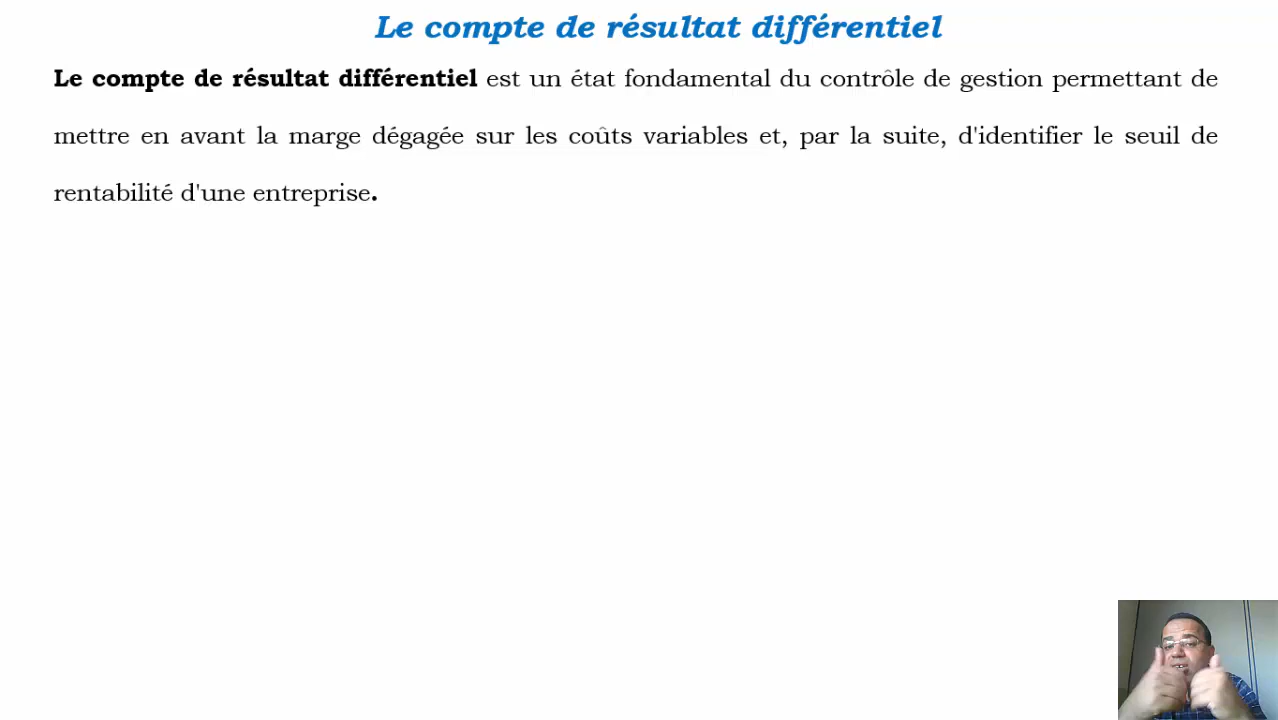 Le compte de résultat différentiel
Le compte de résultat différentiel est un état fondamental du contrôle de gestion permettant de
mettre en avant la marge dégagée sur les coûts variables et, par la suite, d'identifier le seuil de
rentabilité d'une entreprise.